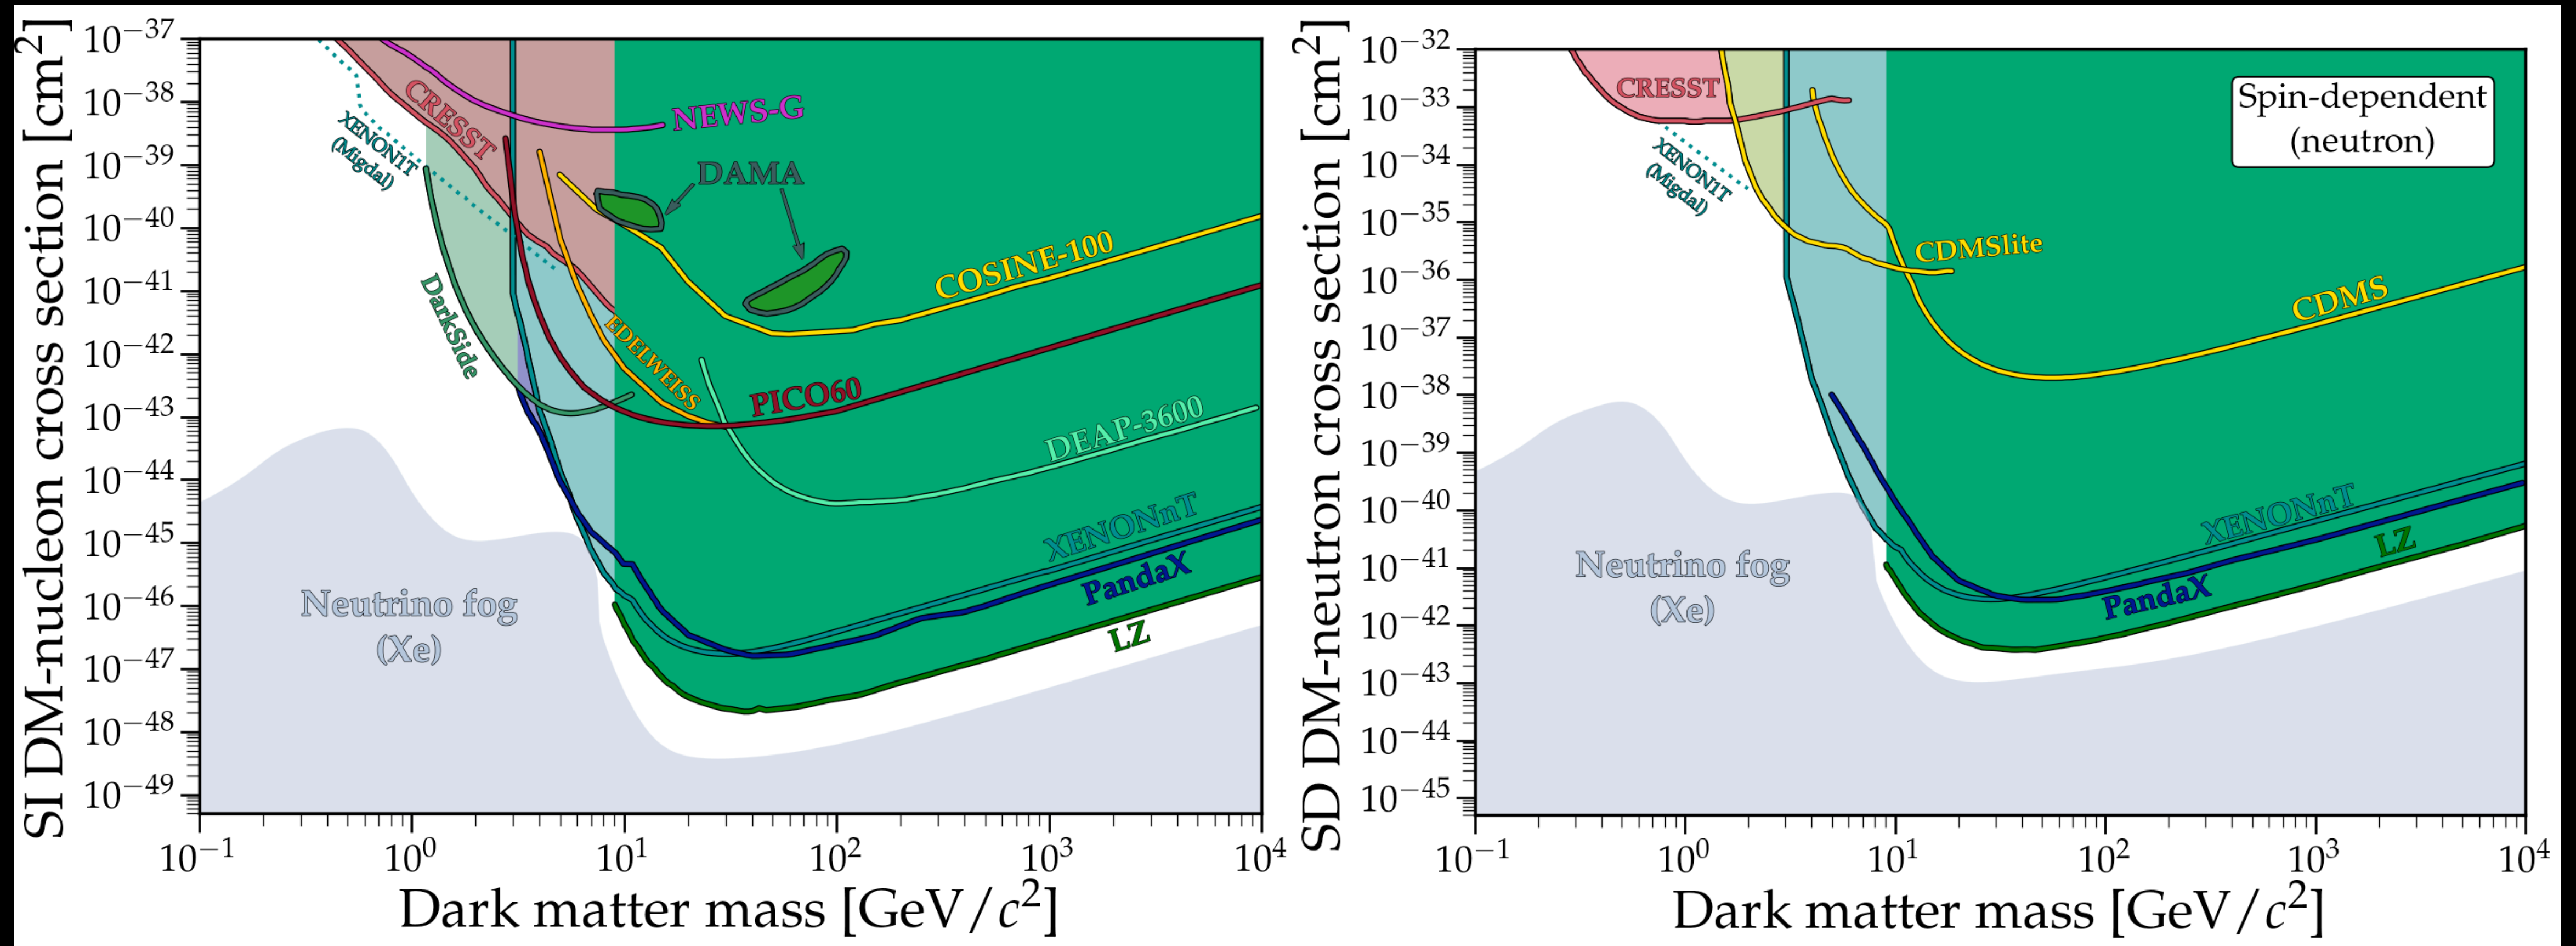 SI DM-nucleon cross section [cm²]
10⁻³⁷
10⁻³⁸
10⁻³⁹
10⁻⁴⁰
10⁻⁴¹
10⁻⁴²
10⁻⁴³
10⁻⁴⁴
10⁻⁴⁵
10⁻⁴⁶
10⁻⁴⁷
10⁻⁴⁸
10⁻⁴⁹
CRESST
NEWS-G
XENON1T
(Migdal)
DAMA
DarkSide
COSINE-100
EDELWEISS
PICO60
DEAP-3600
XENONnT
PandaX
LZ
Neutrino fog
(Xe)
10⁻¹ 10⁰ 10¹ 10² 10³ 10⁴
Dark matter mass [GeV/c²]
SD DM-neutron cross section [cm²]
10⁻³²
10⁻³³
10⁻³⁴
10⁻³⁵
10⁻³⁶
10⁻³⁷
10⁻³⁸
10⁻³⁹
10⁻⁴⁰
10⁻⁴¹
10⁻⁴²
10⁻⁴³
10⁻⁴⁴
10⁻⁴⁵
Spin-dependent
(neutron)
CRESST
XENON1T
(Migdal)
CDMSlite
CDMS
XENONnT
LZ
PandaX
Neutrino fog
(Xe)
10⁻¹ 10⁰ 10¹ 10² 10³ 10⁴
Dark matter mass [GeV/c²]